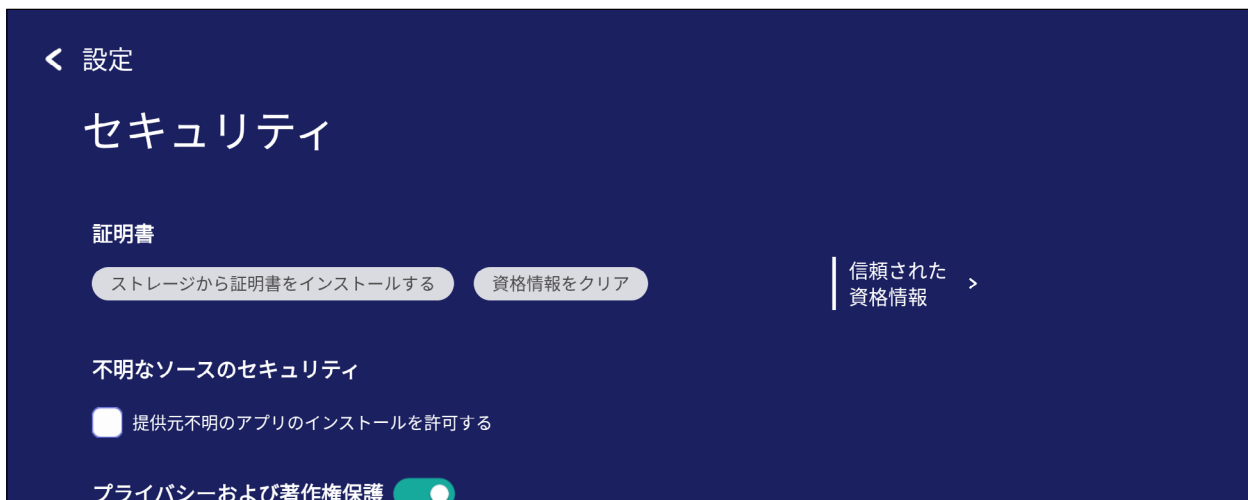 設定
セキュリティ
証明書
ストレージから証明書をインストールする
資格情報をクリア
信頼された
資格情報
不明なソースのセキュリティ
提供元不明のアプリのインストールを許可する
プライバシーおよび著作権保護